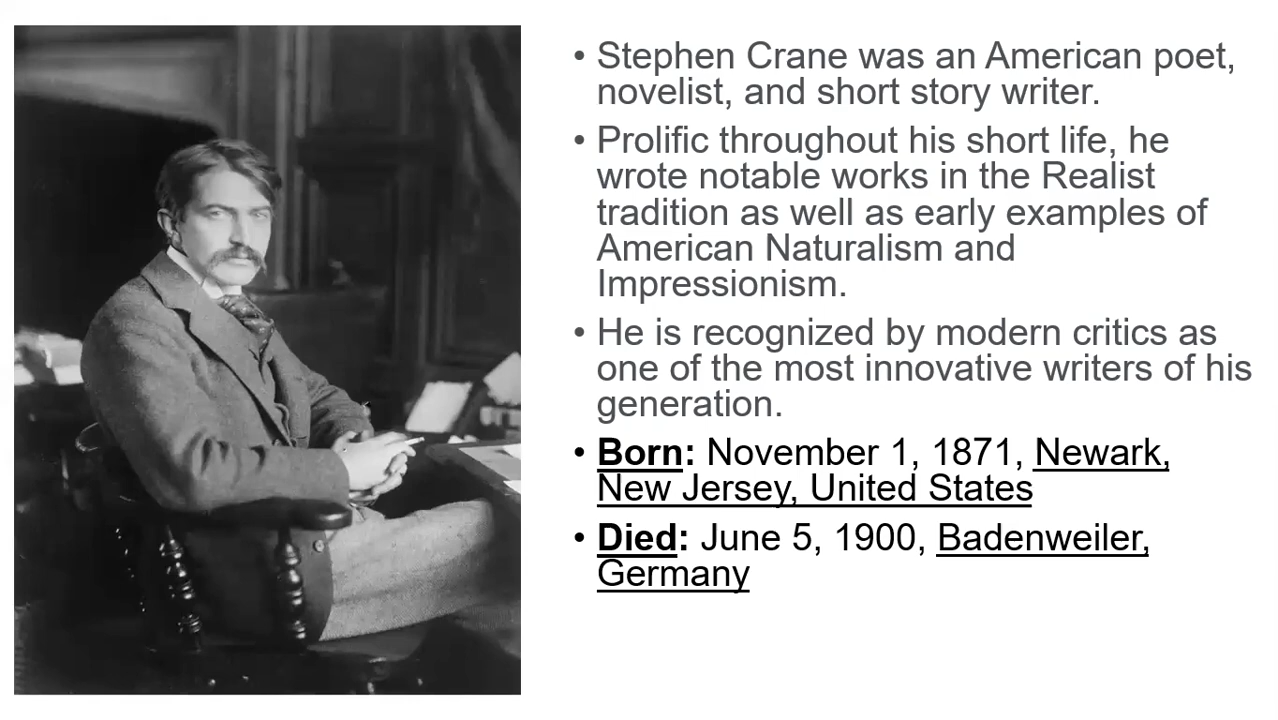 • Stephen Crane was an American poet,
novelist, and short story writer.
• Prolific throughout his short life, he
wrote notable works in the Realist
tradition as well as early examples of
American Naturalism and
Impressionism.
• He is recognized by modern critics as
one of the most innovative writers of his
generation.
• Born: November 1, 1871, Newark,
New Jersey, United States
• Died: June 5, 1900, Badenweiler,
Germany